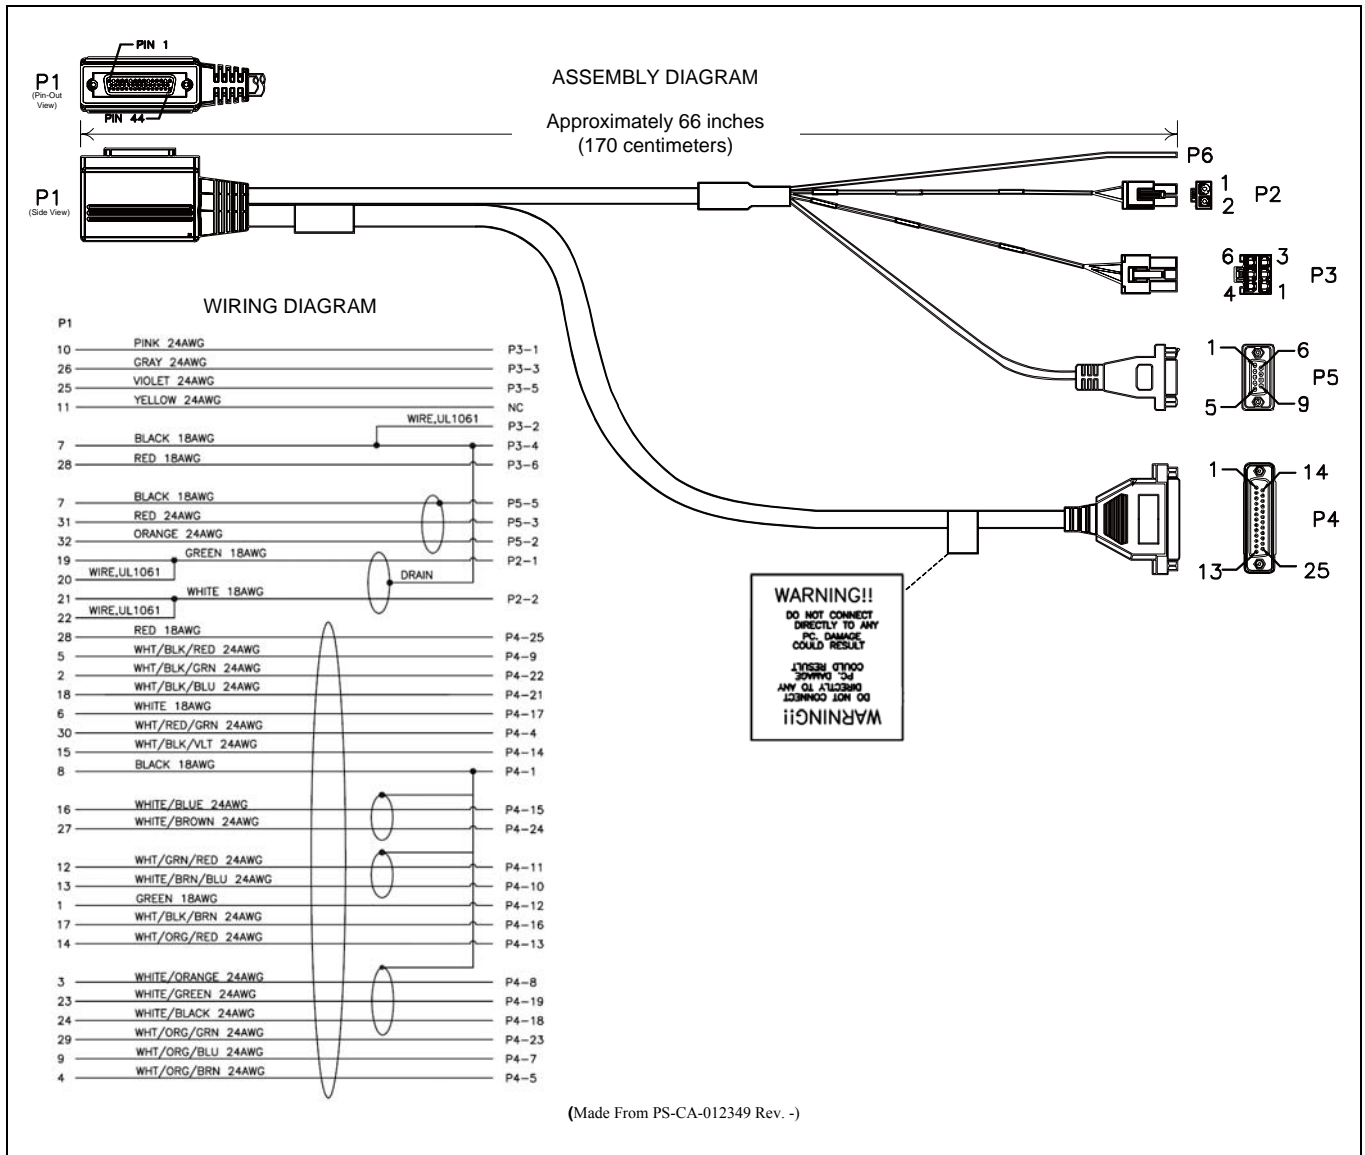 PIN 1
P1
(Pin-Out
View)
PIN 44
ASSEMBLY DIAGRAM
Approximately 66 inches
(170 centimeters)
P1
(Side View)
P6
1
2
P2
6
3
4
1
P3
1
6
5
9
P5
1
14
13
25
P4
WIRING DIAGRAM
P1
10 PINK 24AWG P3-1
26 GRAY 24AWG P3-3
25 VIOLET 24AWG P3-5
11 YELLOW 24AWG NC
WIRE,UL1061 P3-2
7 BLACK 18AWG P3-4
28 RED 18AWG P3-6
7 BLACK 18AWG P5-5
31 RED 24AWG P5-3
32 ORANGE 24AWG P5-2
19 GREEN 18AWG P2-1
20 WIRE,UL1061 DRAIN
21 WHITE 18AWG P2-2
22 WIRE,UL1061
28 RED 18AWG P4-25
5 WHT/BLK/RED 24AWG P4-9
2 WHT/BLK/GRN 24AWG P4-22
18 WHT/BLK/BLU 24AWG P4-21
6 WHITE 18AWG P4-17
30 WHT/RED/GRN 24AWG P4-4
15 WHT/BLK/VLT 24AWG P4-14
8 BLACK 18AWG P4-1
16 WHITE/BLUE 24AWG P4-15
27 WHITE/BROWN 24AWG P4-24
12 WHT/GRN/RED 24AWG P4-11
13 WHITE/BRN/BLU 24AWG P4-10
1 GREEN 18AWG P4-12
17 WHT/BLK/BRN 24AWG P4-16
14 WHT/ORG/RED 24AWG P4-13
3 WHITE/ORANGE 24AWG P4-8
23 WHITE/GREEN 24AWG P4-19
24 WHITE/BLACK 24AWG P4-18
29 WHT/ORG/GRN 24AWG P4-23
9 WHT/ORG/BLU 24AWG P4-7
4 WHT/ORG/BRN 24AWG P4-5
WARNING!!
DO NOT CONNECT
DIRECTLY TO ANY
PC. DAMAGE
COULD RESULT
WARNING!!
DO NOT CONNECT
DIRECTLY TO ANY
PC. DAMAGE
COULD RESULT
(Made From PS-CA-012349 Rev. -)